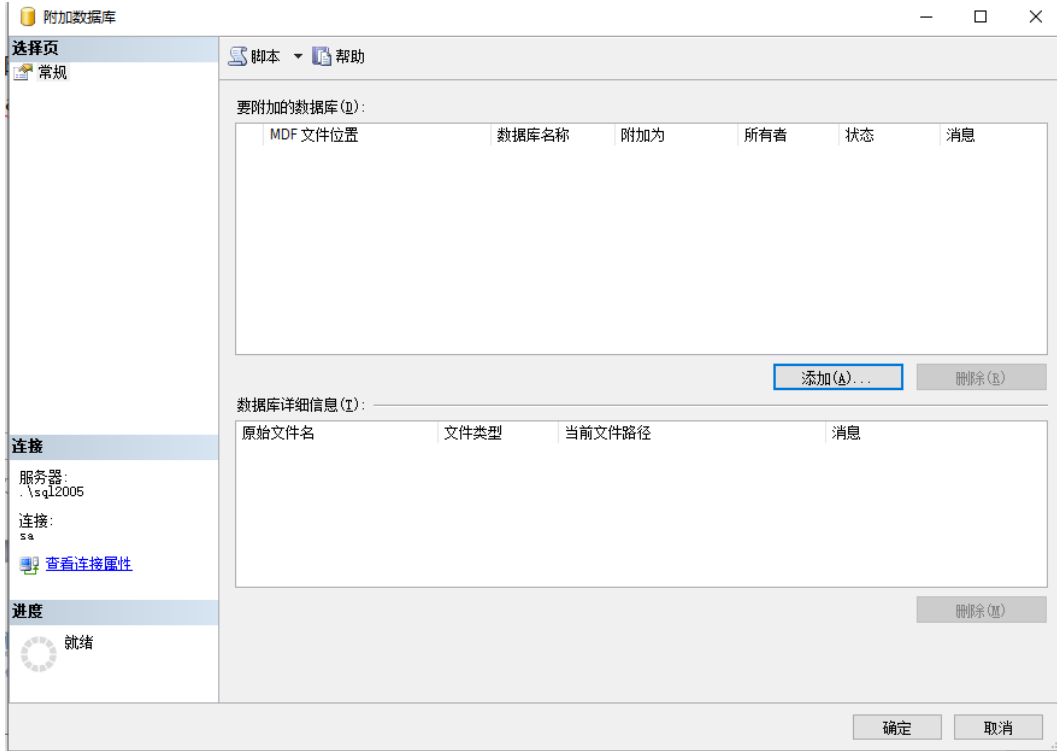 附加数据库
选择页
常规
脚本 帮助
要附加的数据库(D):
MDF 文件位置 数据库名称 附加为 所有者 状态 消息
添加(A)... 删除(R)
数据库详细信息(T):
原始文件名 文件类型 当前文件路径 消息
连接
服务器:
.\sql2005
连接:
sa
查看连接属性
进度
就绪
删除(M)
确定 取消